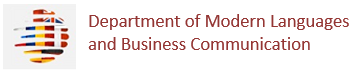 Department of Modern Languages
and Business Communication